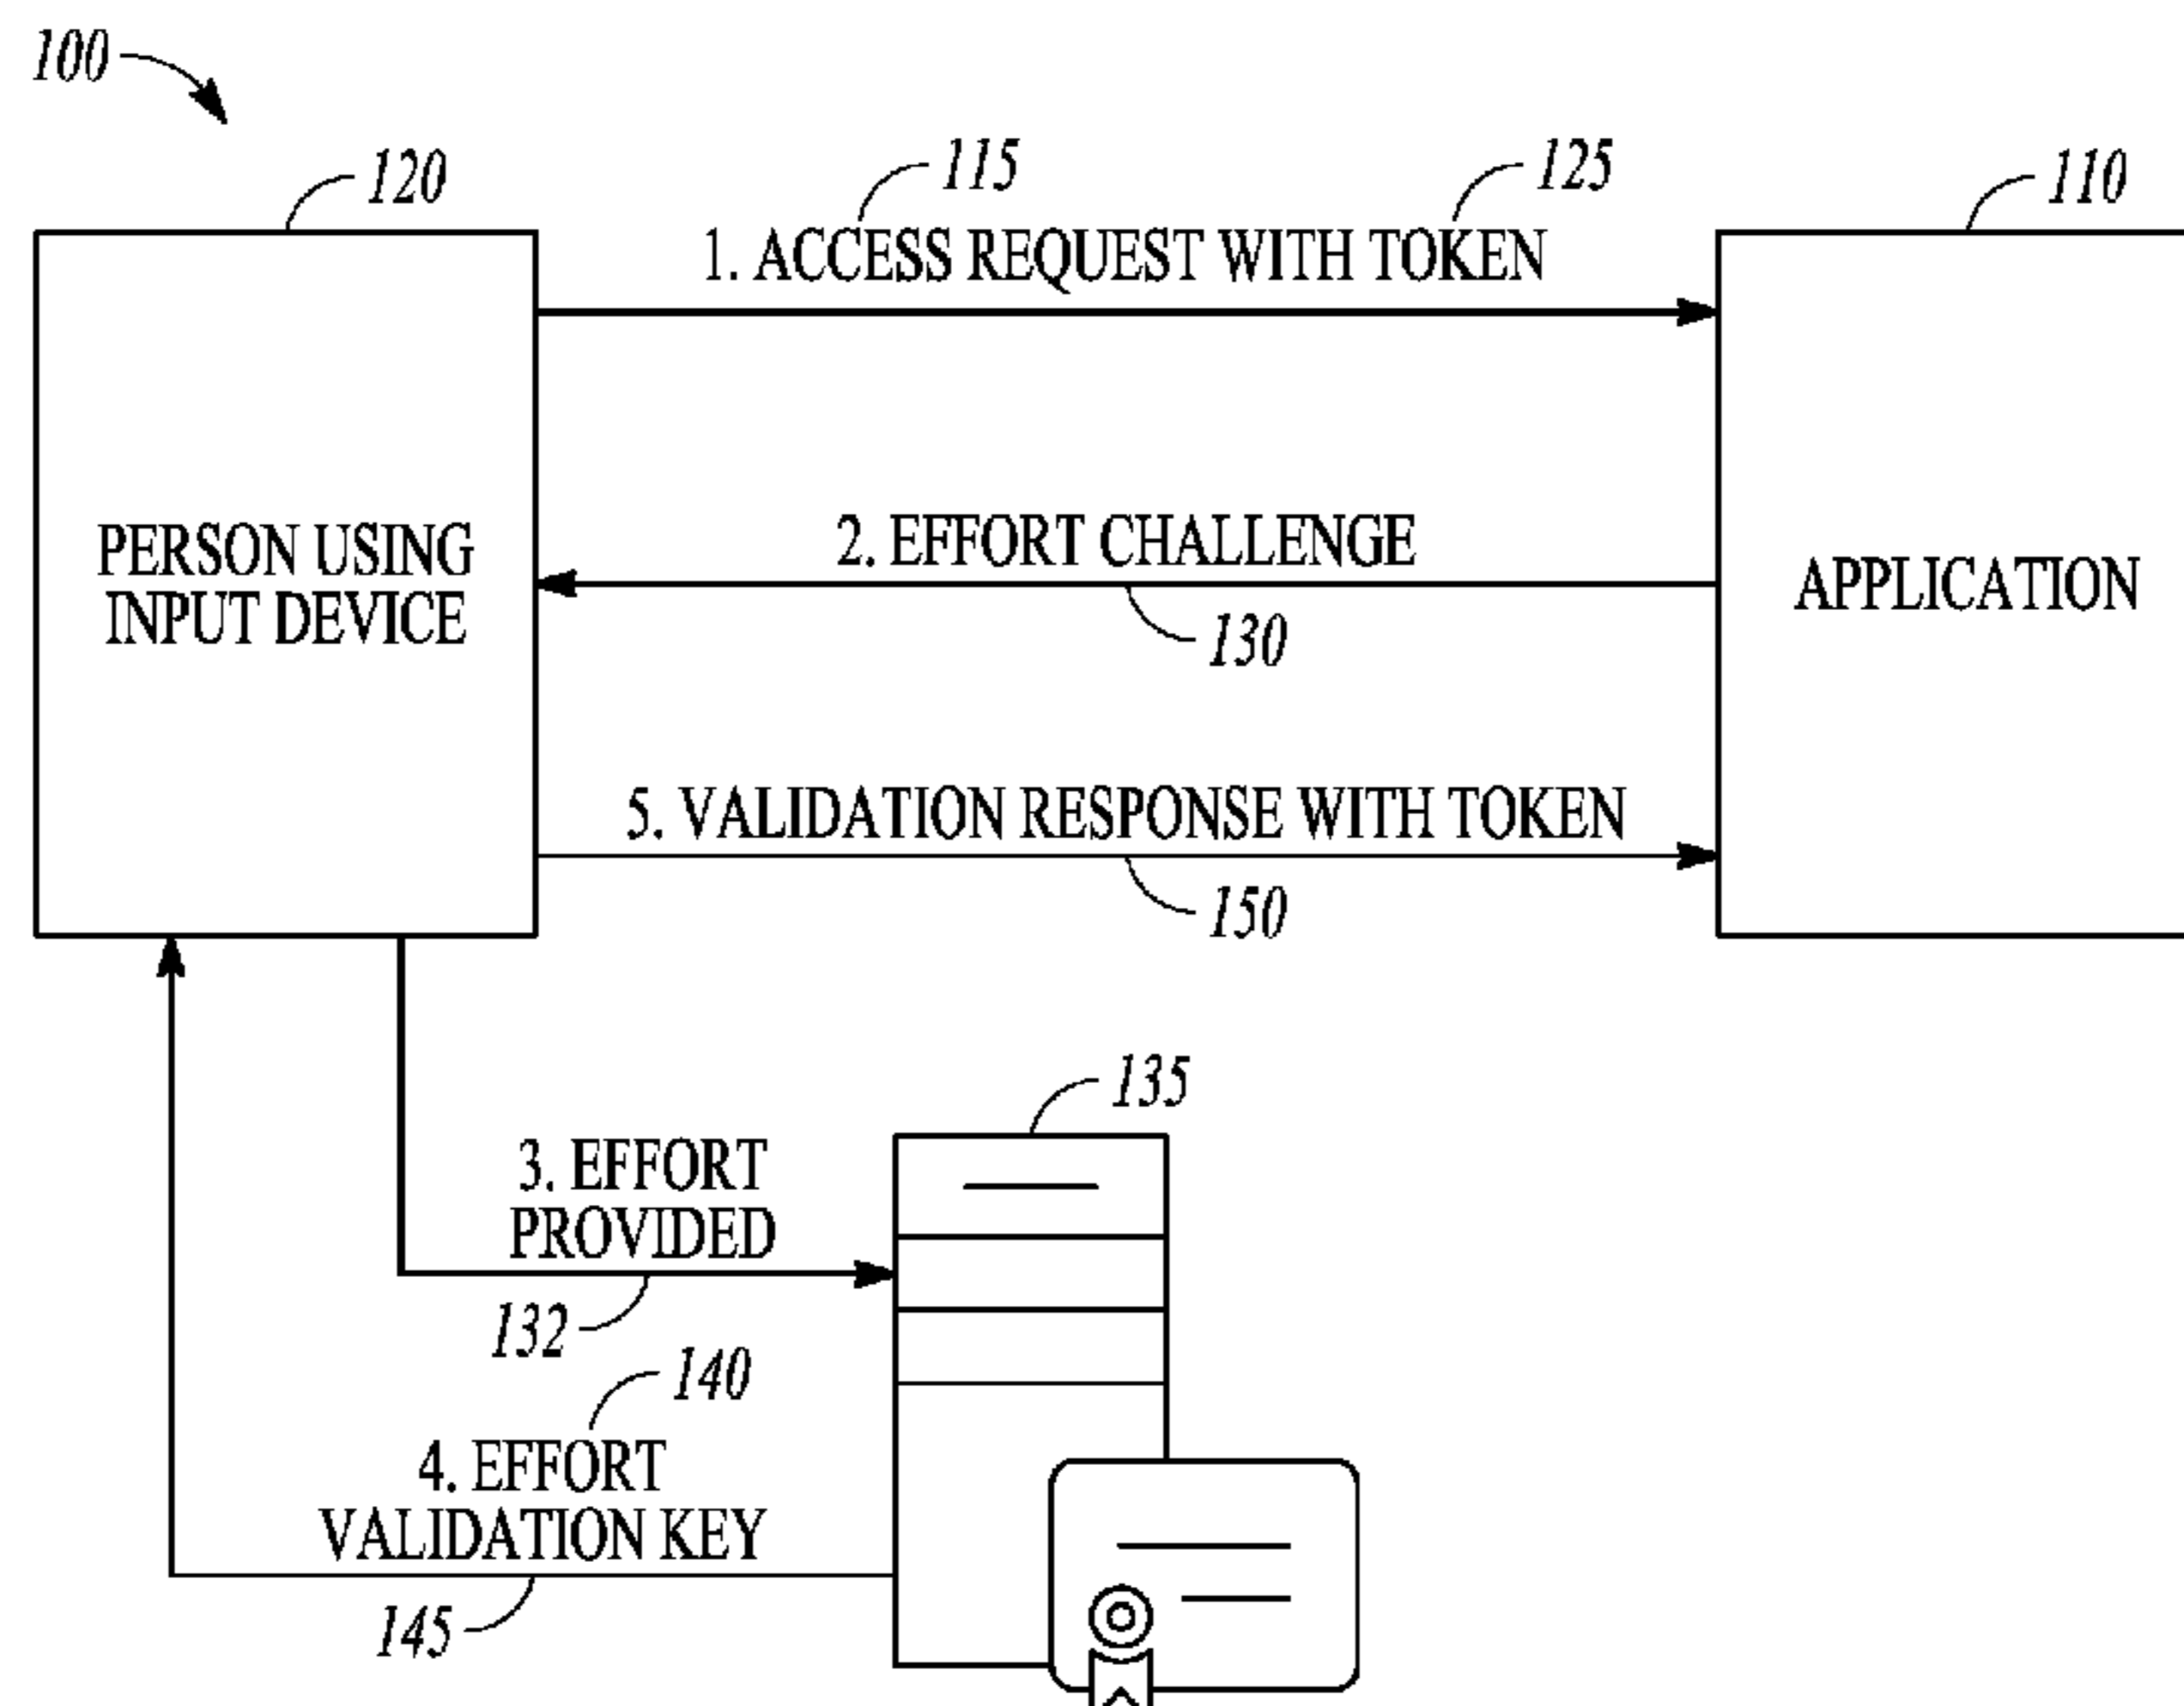 100
120
115
125
110
1. ACCESS REQUEST WITH TOKEN
2. EFFORT CHALLENGE
130
PERSON USING
INPUT DEVICE
APPLICATION
5. VALIDATION RESPONSE WITH TOKEN
150
135
3. EFFORT
PROVIDED
132
140
4. EFFORT
VALIDATION KEY
145